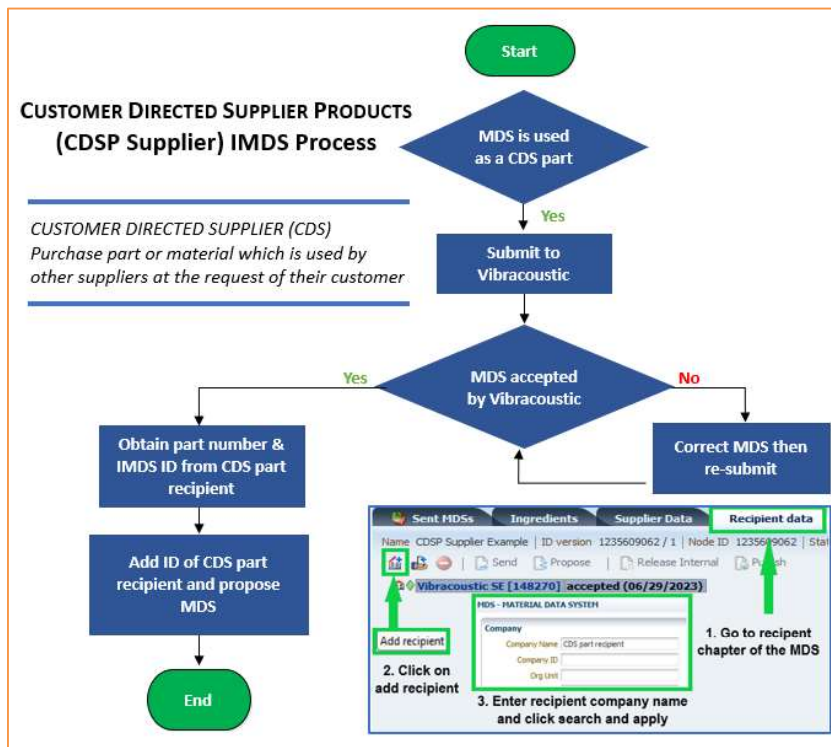 Start
CUSTOMER DIRECTED SUPPLIER PRODUCTS
(CDSP Supplier) IMDS Process
MDS is used
as a CDS part
CUSTOMER DIRECTED SUPPLIER (CDS)
Purchase part or material which is used by
other suppliers at the request of their customer
Yes
Submit to
Vibracoustic
MDS accepted
by Vibracoustic
Yes
No
Obtain part number &
IMDS ID from CDS part
recipient
Correct MDS then
re-submit
Add ID of CDS part
recipient and propose
MDS
End
Sent MDSs Ingredients Supplier Data Recipient data
Name CDSP Supplier Example | ID version 1235609062 / 1 | Node ID 1235609062 | Stat
Send Propose | Release Internal Publish
Vibracoustic SE [148270] accepted (06/29/2023)
MDS - MATERIAL DATA SYSTEM
Company
Company Name CDS part recipient
Company ID
Org Unit
Add recipient
1. Go to recipent
chapter of the MDS
2. Click on
add recipient
3. Enter recipient company name
and click search and apply